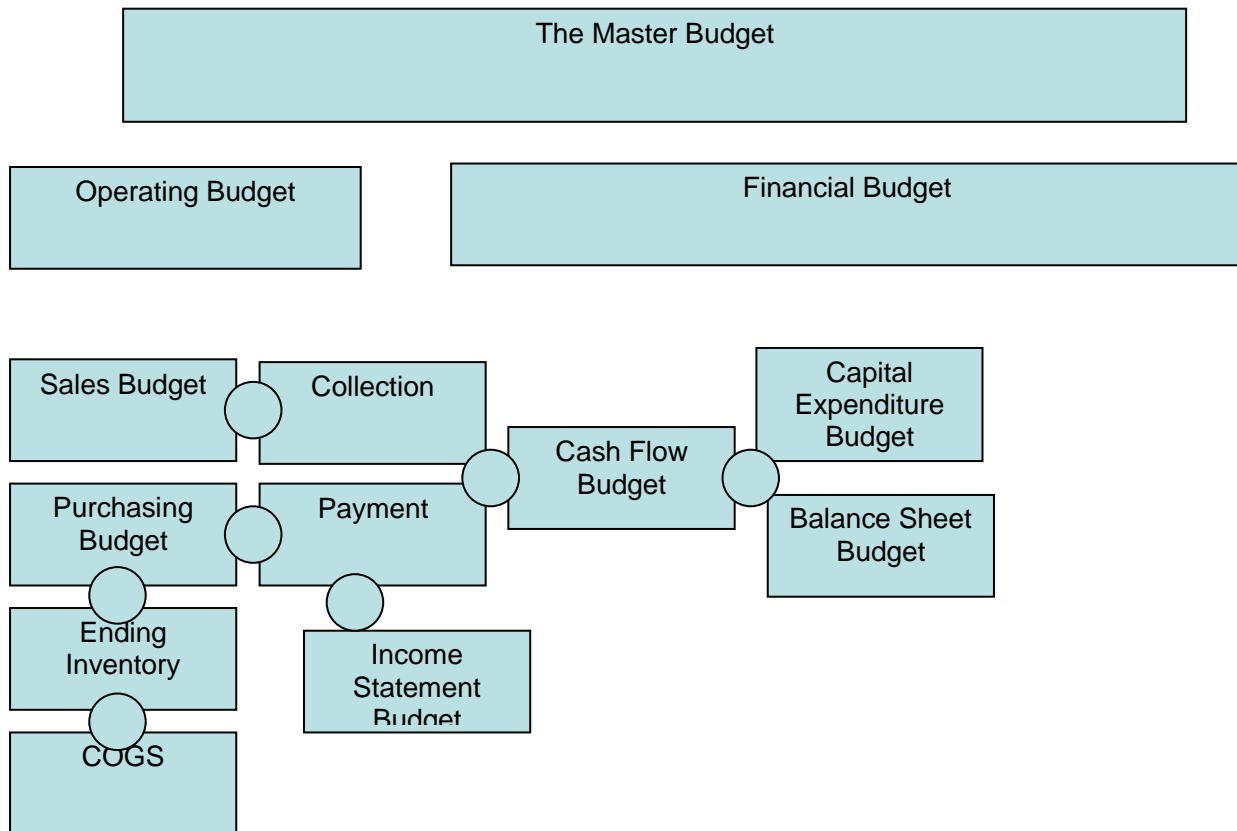 The Master Budget
Operating Budget
Financial Budget
Sales Budget
Collection
Capital
Expenditure
Budget
Cash Flow
Budget
Purchasing
Budget
Payment
Balance Sheet
Budget
Ending
Inventory
Income
Statement
Budget
COGS